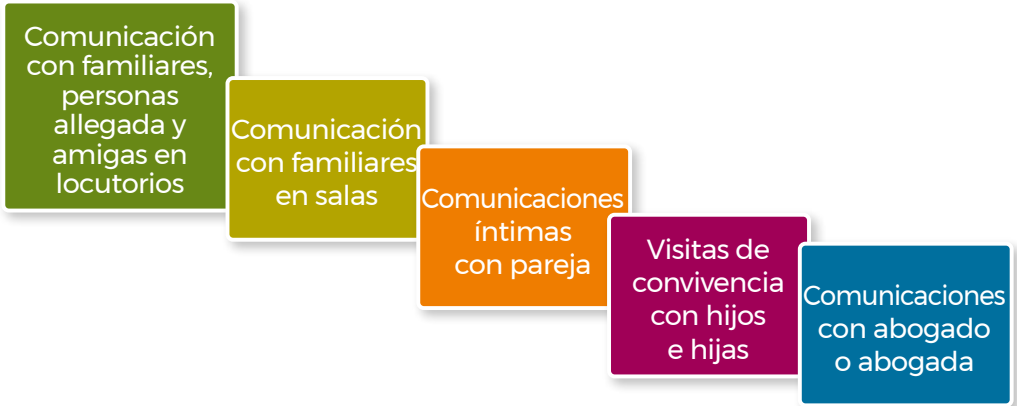 Comunicación
con familiares,
personas
allegada y
amigas en
locutorios
Comunicación
con familiares
en salas
Comunicaciones
íntimas
con pareja
Visitas de
convivencia
con hijos
e hijas
Comunicaciones
con abogado
o abogada